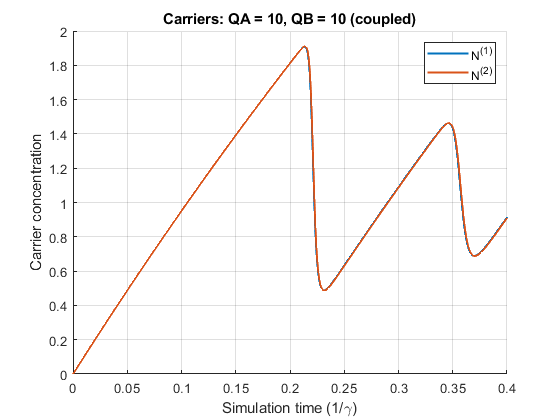 Carriers: QA = 10, QB = 10 (coupled)
2
1.8
1.6
1.4
1.2
1
0.8
0.6
0.4
0.2
0
Carrier concentration
N^(1)
N^(2)
0 0.05 0.1 0.15 0.2 0.25 0.3 0.35 0.4
Simulation time (1/γ)